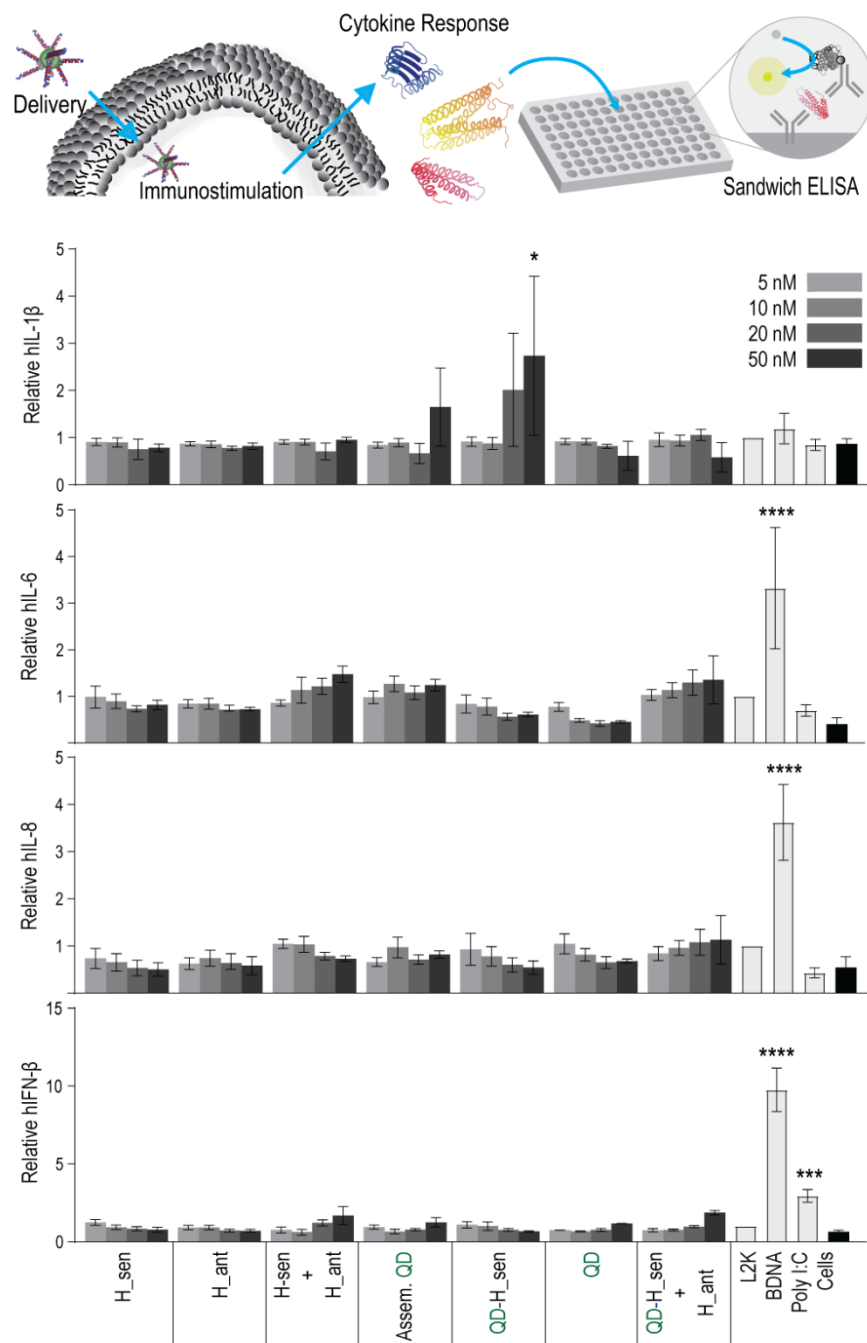 Cytokine Response
Delivery
Immunostimulation
Sandwich ELISA
Relative hIL-1β
5
4
3
2
1
0
*
5 nM
10 nM
20 nM
50 nM
Relative hIL-6
5
4
3
2
1
0
****
Relative hIL-8
5
4
3
2
1
0
****
Relative hIFN-β
15
10
5
0
****
***
H_sen
H_ant
H-sen
+
H_ant
Assem. QD
QD-H_sen
QD
QD-H_sen
+
H_ant
L2K
BDNA
Poly I:C
Cells